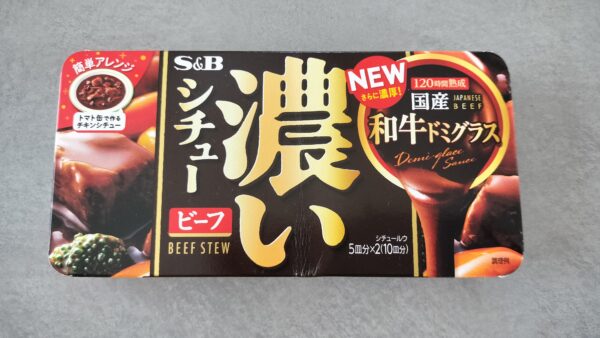 簡単アレンジ
トマト缶で作る
チキンシチュー
S&B
濃い
シチュー
ビーフ
BEEF STEW
NEW
さらに濃厚!
120時間熟成
国産
JAPANESE
BEEF
和牛ドミグラス
Demi-glace
Sauce
シチュールウ
5皿分×2(10皿分)
調理例